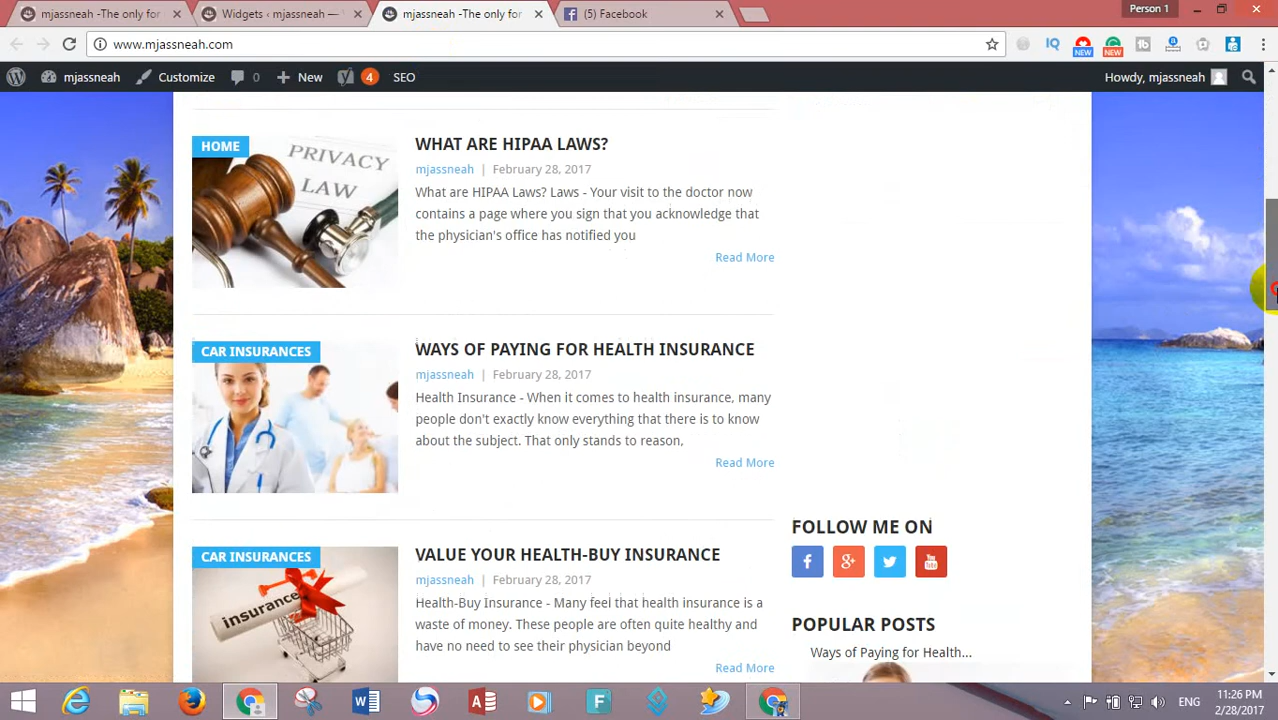 mjassneah -The only for
Widgets ‹ mjassneah —
mjassneah -The only for
(5) Facebook
Person 1
www.mjassneah.com
IQ
NEW
NEW
tb
mjassneah
Customize
0
New
4
SEO
Howdy, mjassneah
HOME
PRIVACY
LAW
WHAT ARE HIPAA LAWS?
mjassneah | February 28, 2017
What are HIPAA Laws? Laws - Your visit to the doctor now
contains a page where you sign that you acknowledge that
the physician's office has notified you
Read More
CAR INSURANCES
WAYS OF PAYING FOR HEALTH INSURANCE
mjassneah | February 28, 2017
Health Insurance - When it comes to health insurance, many
people don't exactly know everything that there is to know
about the subject. That only stands to reason,
Read More
CAR INSURANCES
insurance
VALUE YOUR HEALTH-BUY INSURANCE
mjassneah | February 28, 2017
Health-Buy Insurance - Many feel that health insurance is a
waste of money. These people are often quite healthy and
have no need to see their physician beyond
Read More
FOLLOW ME ON
POPULAR POSTS
Ways of Paying for Health...
ENG
11:26 PM
2/28/2017